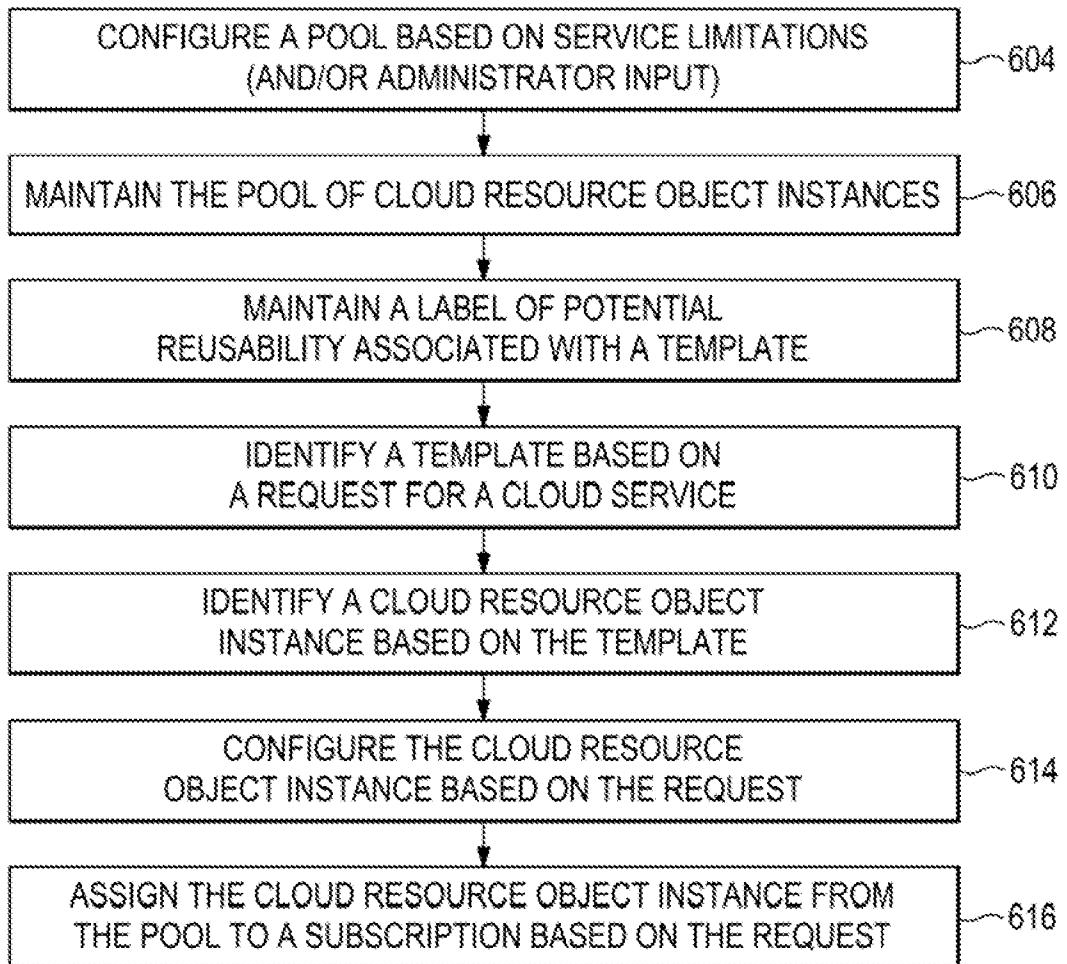 CONFIGURE A POOL BASED ON SERVICE LIMITATIONS
(AND/OR ADMINISTRATOR INPUT)
604
MAINTAIN THE POOL OF CLOUD RESOURCE OBJECT INSTANCES
606
MAINTAIN A LABEL OF POTENTIAL
REUSABILITY ASSOCIATED WITH A TEMPLATE
608
IDENTIFY A TEMPLATE BASED ON
A REQUEST FOR A CLOUD SERVICE
610
IDENTIFY A CLOUD RESOURCE OBJECT
INSTANCE BASED ON THE TEMPLATE
612
CONFIGURE THE CLOUD RESOURCE
OBJECT INSTANCE BASED ON THE REQUEST
614
ASSIGN THE CLOUD RESOURCE OBJECT INSTANCE FROM
THE POOL TO A SUBSCRIPTION BASED ON THE REQUEST
616